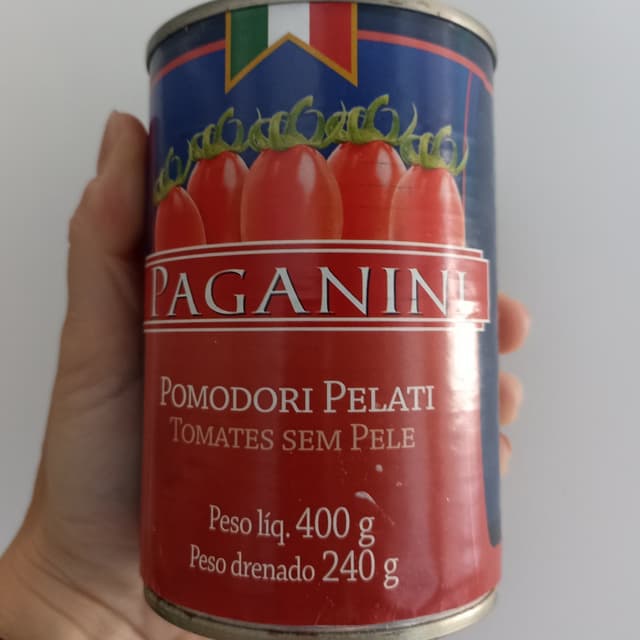 PAGANINI
POMODORI PELATI
TOMATES SEM PELE
Peso líq. 400 g
Peso drenado 240 g